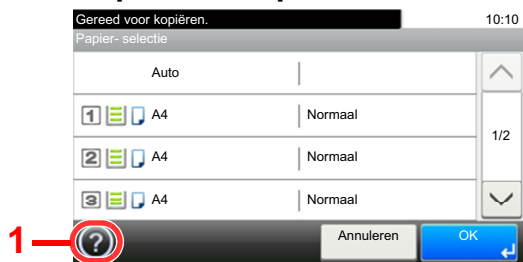 Gereed voor kopiëren. 10:10
Papier- selectie
Auto
1 A4 Normaal
2 A4 Normaal
1/2
3 A4 Normaal
1 ? Annuleren OK